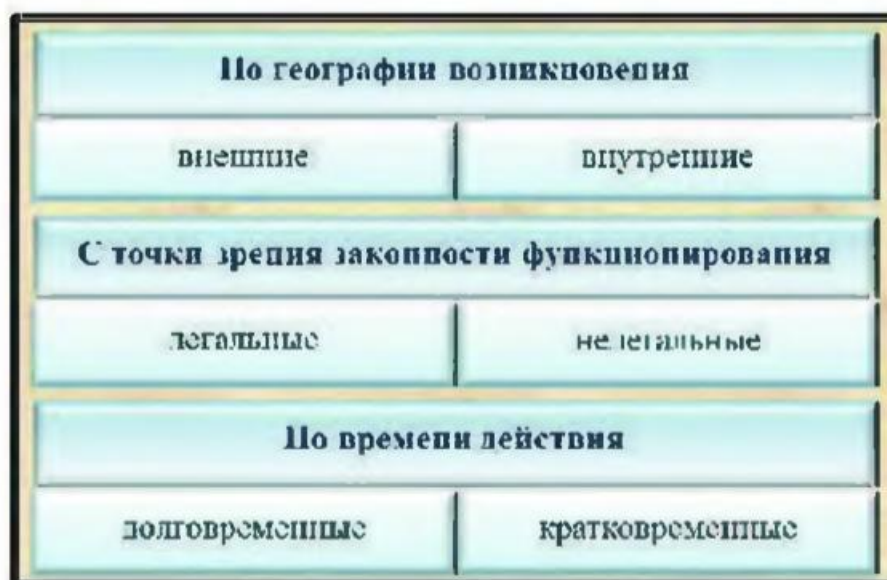 По географии возникновения
внешние внутренние
С точки зрения законности функционирования
легальные нелегальные
По времени действия
долговременные кратковременные